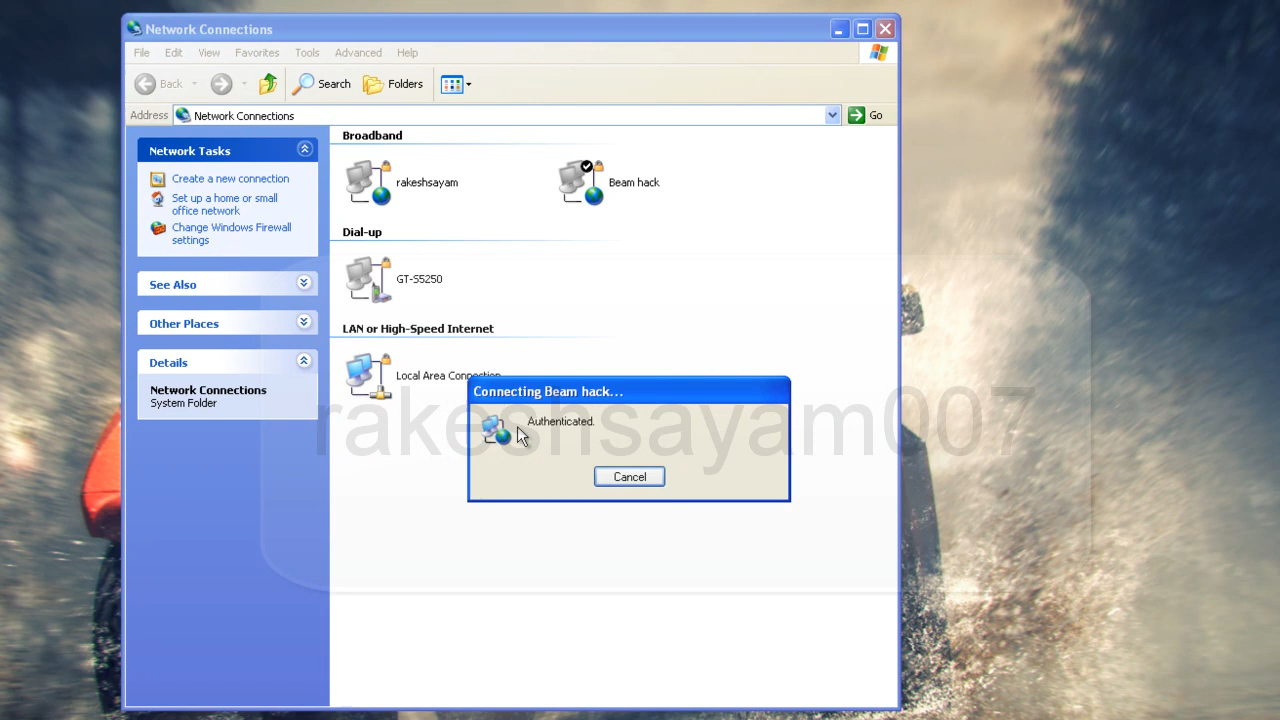 Network Connections
File Edit View Favorites Tools Advanced Help
Back Search Folders
Address Network Connections Go
Network Tasks
Create a new connection
Set up a home or small
office network
Change Windows Firewall
settings
See Also
Other Places
Details
Network Connections
System Folder
Broadband
rakeshsayam
Beam hack
Dial-up
GT-S5250
LAN or High-Speed Internet
Local Area Connection
Connecting Beam hack...
Authenticated.
Cancel
rakeshsayam007